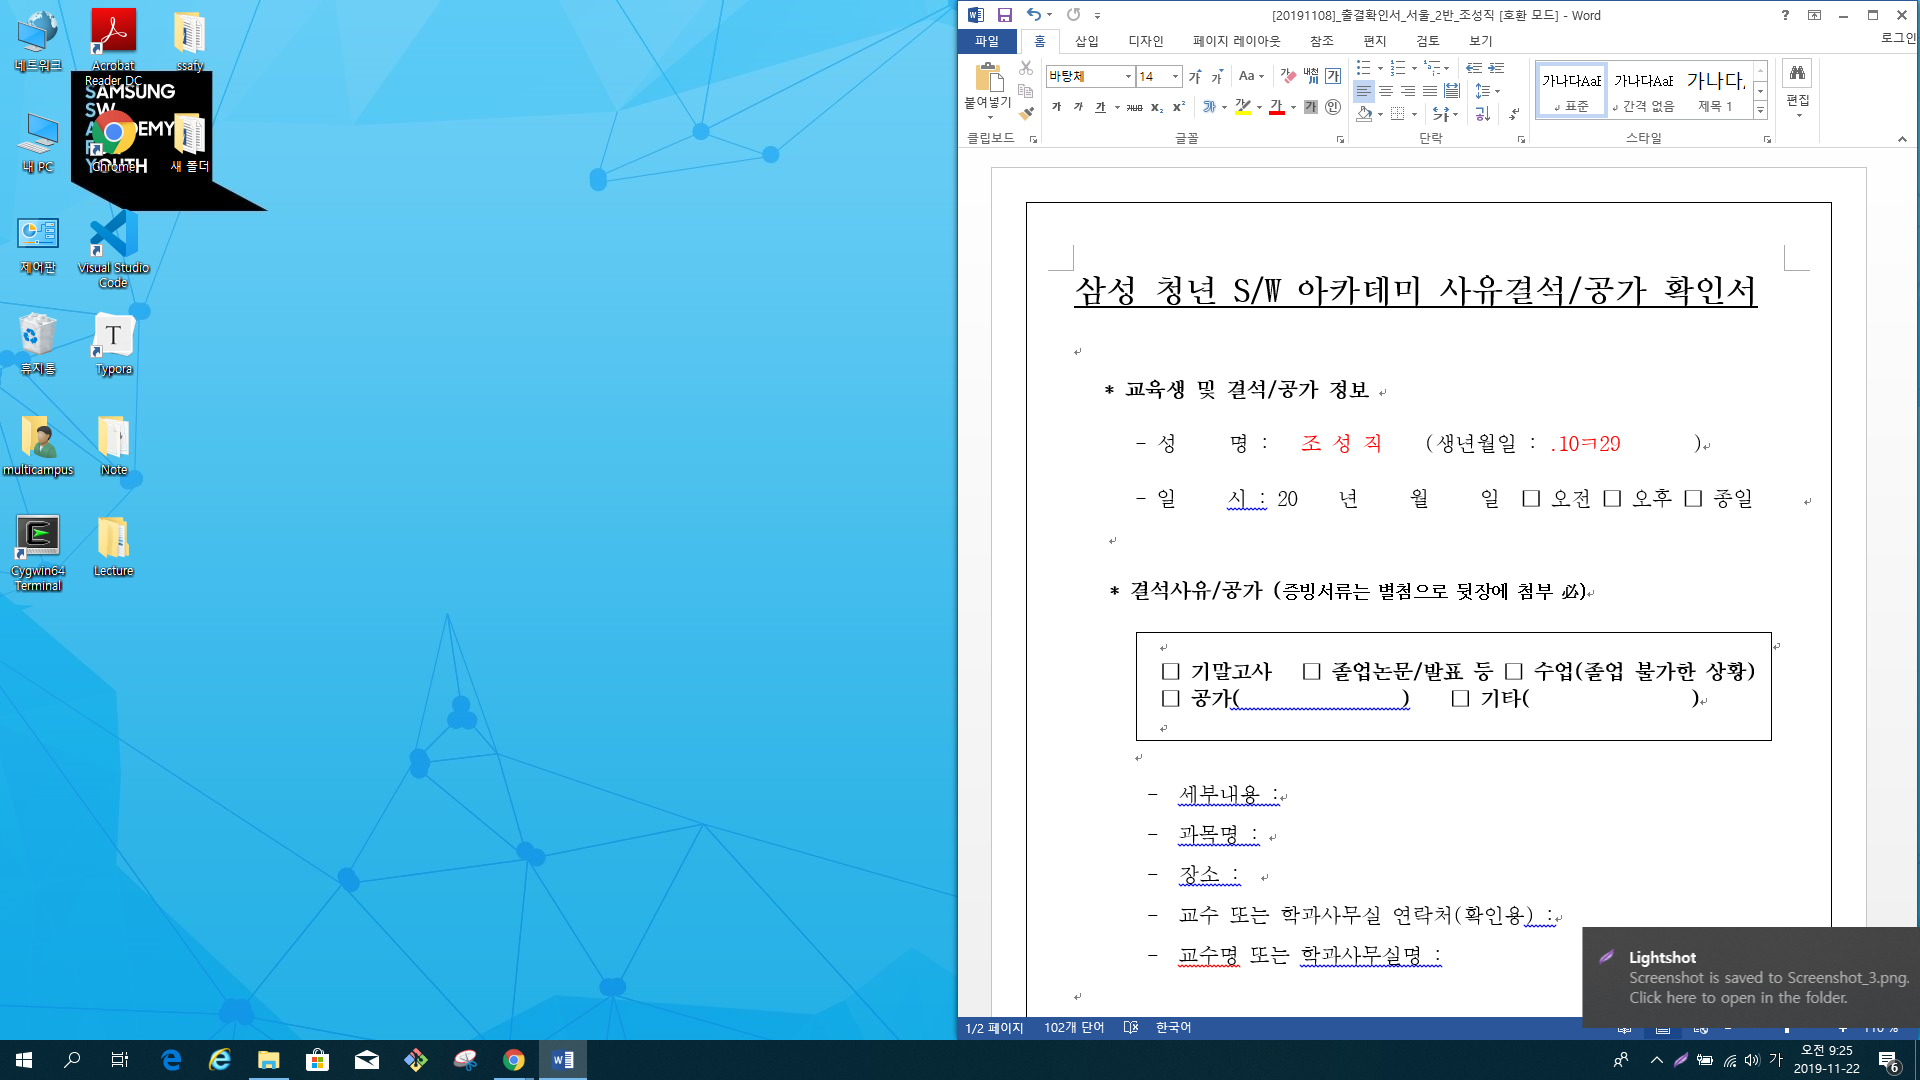 네트워크
Acrobat Reader DC
ssafy
SAMSUNG
SW
A DEMY
F
YOUTH
내 PC
Chrome
새 폴더
제어판
Visual Studio Code
휴지통
Typora
multicampus
Note
Cygwin64 Terminal
Lecture
[20191108]_출결확인서_서울_2반_조성직 [호환 모드] - Word
파일 홈 삽입 디자인 페이지 레이아웃 참조 편지 검토 보기 로그인
붙여넣기
바탕체 14
가나다AaE 가나다AaE 가나다,
표준 간격 없음 제목 1
편집
클립보드 글꼴 단락 스타일
삼성 청년 S/W 아카데미 사유결석/공가 확인서
* 교육생 및 결석/공가 정보
- 성 명 : 조 성 직 (생년월일 : .10ㅋ29 )
- 일 시 : 20 년 월 일 □ 오전 □ 오후 □ 종일
* 결석사유/공가 (증빙서류는 별첨으로 뒷장에 첨부 必)
□ 기말고사 □ 졸업논문/발표 등 □ 수업(졸업 불가한 상황)
□ 공가( ) □ 기타( )
- 세부내용 :
- 과목명 :
- 장소 :
- 교수 또는 학과사무실 연락처(확인용) :
- 교수명 또는 학과사무실명 :
Lightshot
Screenshot is saved to Screenshot_3.png.
Click here to open in the folder.
1/2 페이지 102개 단어 한국어
가
오전 9:25
2019-11-22
6